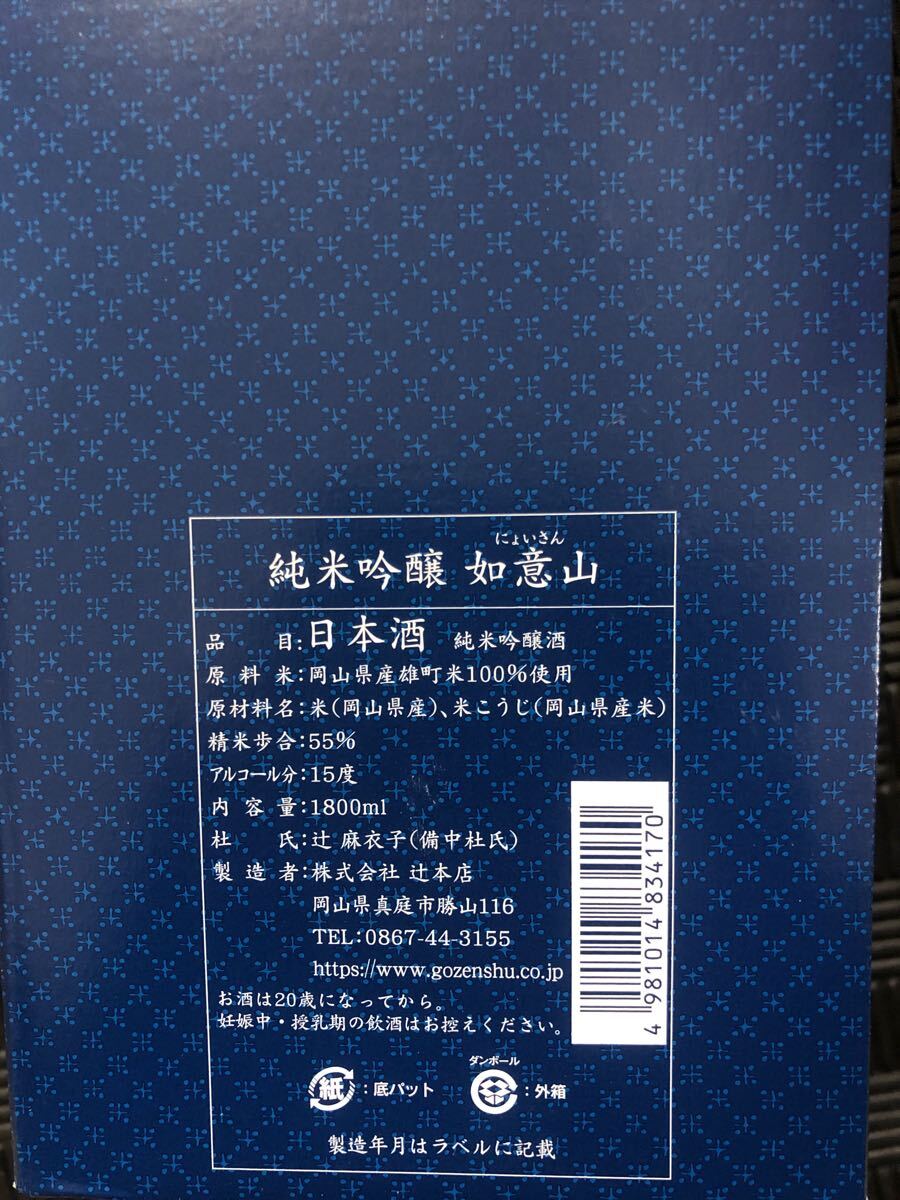 にょいさん
純米吟醸 如意山
品目:日本酒 純米吟醸酒
原料米:岡山県産雄町米100%使用
原材料名:米(岡山県産)、米こうじ(岡山県産米)
精米歩合:55%
アルコール分:15度
内容量:1800ml
杜氏:辻 麻衣子(備中杜氏)
製造者:株式会社 辻本店
岡山県真庭市勝山116
TEL:0867-44-3155
https://www.gozenshu.co.jp
お酒は20歳になってから。
妊娠中・授乳期の飲酒はお控えください。
4 981014 834170
ダンボール
紙:底パット :外箱
製造年月はラベルに記載